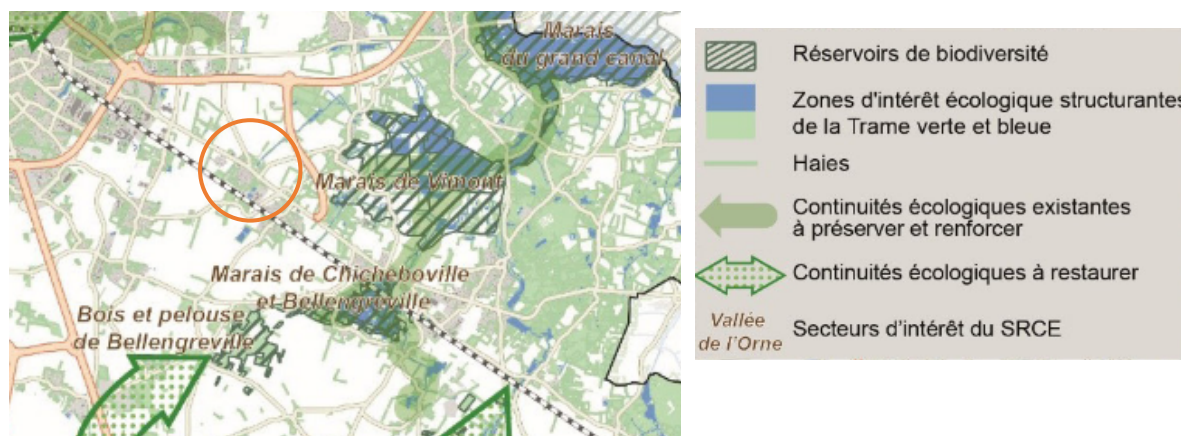 Marais
du grand canal
Marais de Vimont
Marais de Chicheboville
et Bellengreville
Bois et pelouse
de Bellengreville
Réservoirs de biodiversité
Zones d'intérêt écologique structurantes
de la Trame verte et bleue
Haies
Continuités écologiques existantes
à préserver et renforcer
Continuités écologiques à restaurer
Vallée
de l'Orne
Secteurs d'intérêt du SRCE